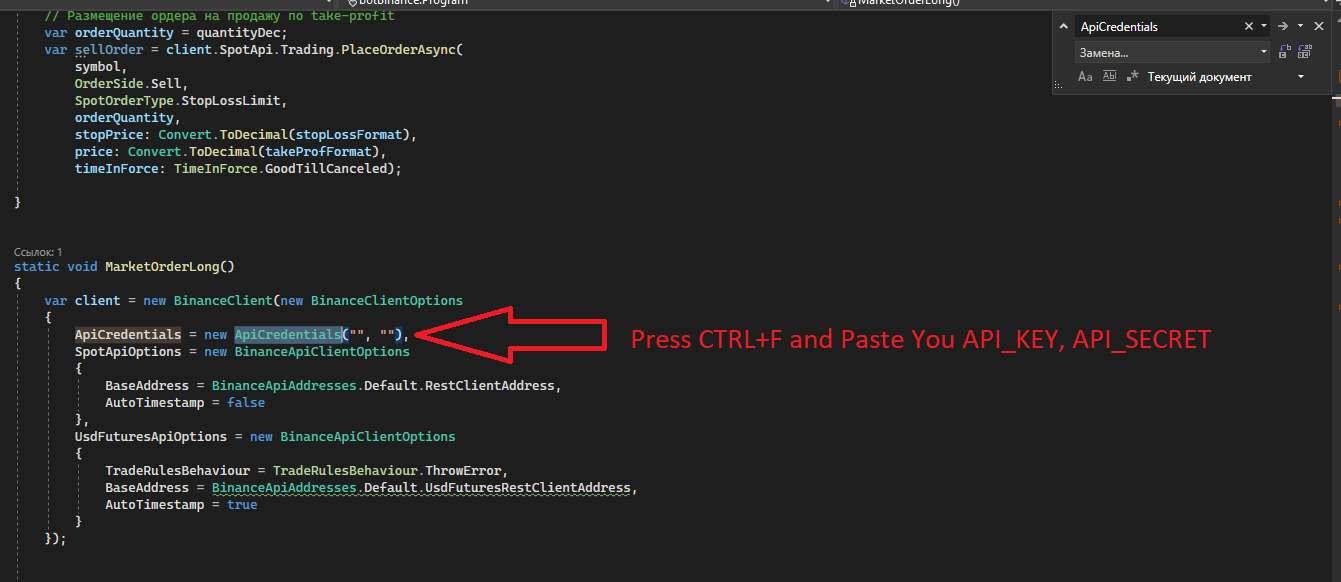 botBinance.Program
MarketOrderLong()
ApiCredentials
Замена...
Aa Ab .* Текущий документ
// Размещение ордера на продажу по take-profit
var orderQuantity = quantityDec;
var sellOrder = client.SpotApi.Trading.PlaceOrderAsync(
symbol,
OrderSide.Sell,
SpotOrderType.StopLossLimit,
orderQuantity,
stopPrice: Convert.ToDecimal(stopLossFormat),
price: Convert.ToDecimal(takeProfFormat),
timeInForce: TimeInForce.GoodTillCanceled);
}
Ссылок: 1
static void MarketOrderLong()
{
var client = new BinanceClient(new BinanceClientOptions
{
ApiCredentials = new ApiCredentials("", ""),
Press CTRL+F and Paste You API_KEY, API_SECRET
SpotApiOptions = new BinanceApiClientOptions
{
BaseAddress = BinanceApiAddresses.Default.RestClientAddress,
AutoTimestamp = false
},
UsdFuturesApiOptions = new BinanceApiClientOptions
{
TradeRulesBehaviour = TradeRulesBehaviour.ThrowError,
BaseAddress = BinanceApiAddresses.Default.UsdFuturesRestClientAddress,
AutoTimestamp = true
}
});